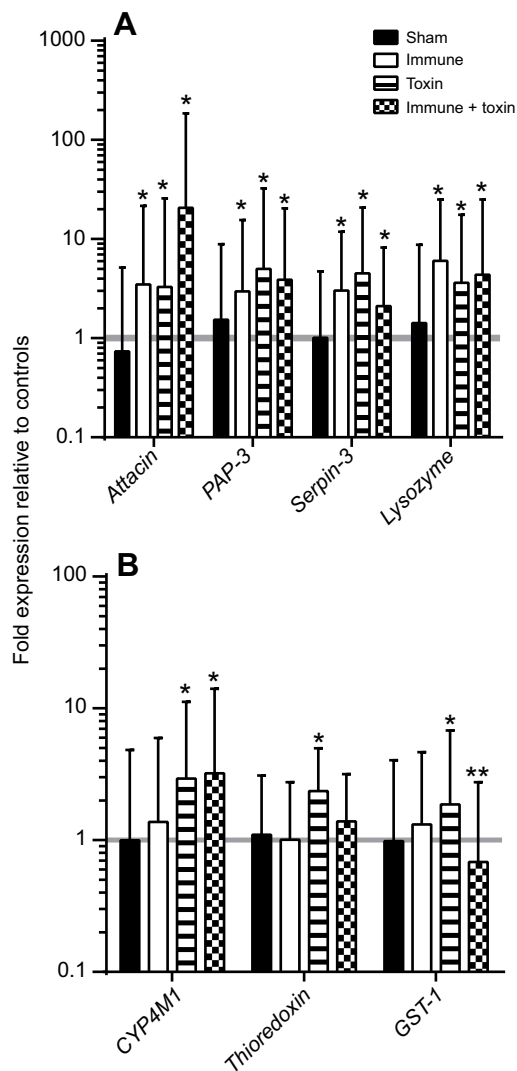 A
Sham
Immune
Toxin
Immune + toxin
1000
100
10
1
0.1
* * * *
* * *
* * *
* * *
Attacin
PAP-3
Serpin-3
Lysozyme
Fold expression relative to controls
B
100
10
1
0.1
* *
*
* **
CYP4M1
Thioredoxin
GST-1